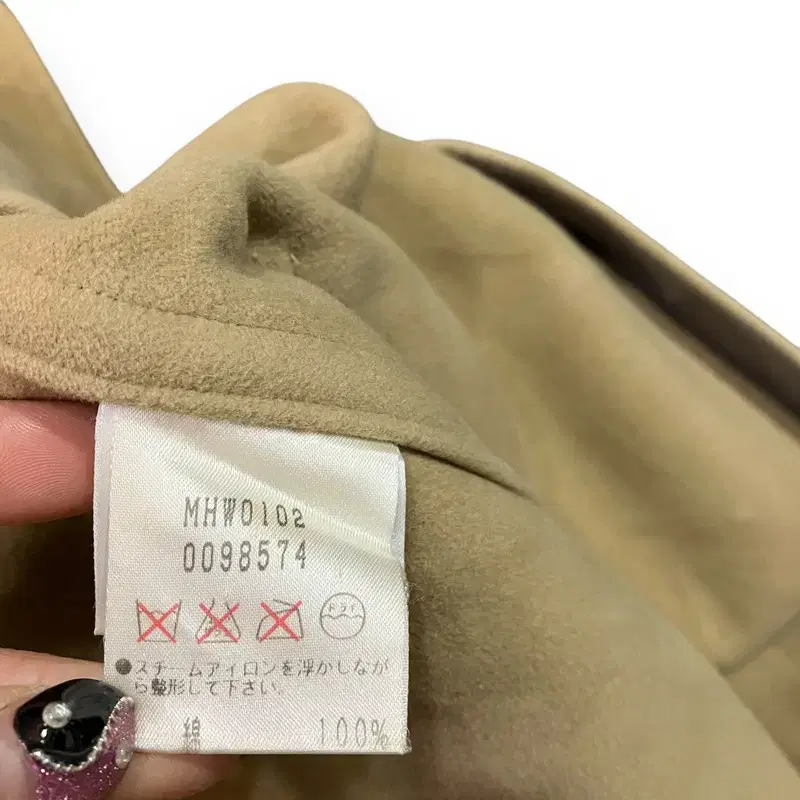 MHW0102
0098574
ドライ
●スチームアイロンを浮かしなが
ら整形して下さい.
綿 100%